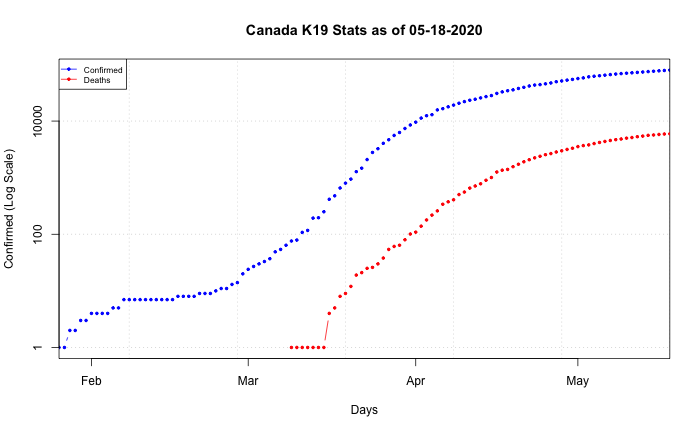 Canada K19 Stats as of 05-18-2020
Confirmed
Deaths
Confirmed (Log Scale)
10000
100
1
Feb Mar Apr May
Days